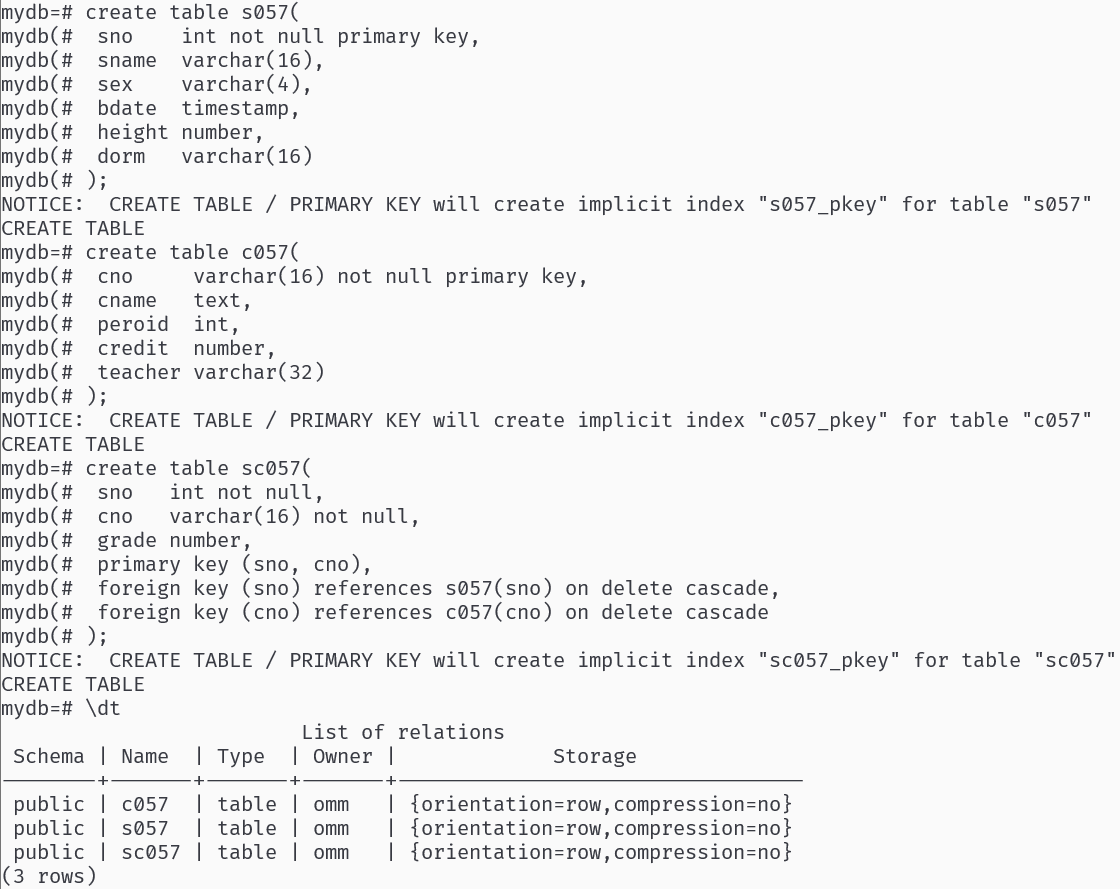 mydb=# create table s057(
mydb(#  sno    int not null primary key,
mydb(#  sname  varchar(16),
mydb(#  sex    varchar(4),
mydb(#  bdate  timestamp,
mydb(#  height number,
mydb(#  dorm   varchar(16)
mydb(# );
NOTICE:  CREATE TABLE / PRIMARY KEY will create implicit index "s057_pkey" for table "s057"
CREATE TABLE
mydb=# create table c057(
mydb(#  cno     varchar(16) not null primary key,
mydb(#  cname   text,
mydb(#  peroid  int,
mydb(#  credit  number,
mydb(#  teacher varchar(32)
mydb(# );
NOTICE:  CREATE TABLE / PRIMARY KEY will create implicit index "c057_pkey" for table "c057"
CREATE TABLE
mydb=# create table sc057(
mydb(#  sno   int not null,
mydb(#  cno   varchar(16) not null,
mydb(#  grade number,
mydb(#  primary key (sno, cno),
mydb(#  foreign key (sno) references s057(sno) on delete cascade,
mydb(#  foreign key (cno) references c057(cno) on delete cascade
mydb(# );
NOTICE:  CREATE TABLE / PRIMARY KEY will create implicit index "sc057_pkey" for table "sc057"
CREATE TABLE
mydb=# \dt
                         List of relations
 Schema | Name  | Type  | Owner |             Storage
--------+-------+-------+-------+----------------------------------
 public | c057  | table | omm   | {orientation=row,compression=no}
 public | s057  | table | omm   | {orientation=row,compression=no}
 public | sc057 | table | omm   | {orientation=row,compression=no}
(3 rows)